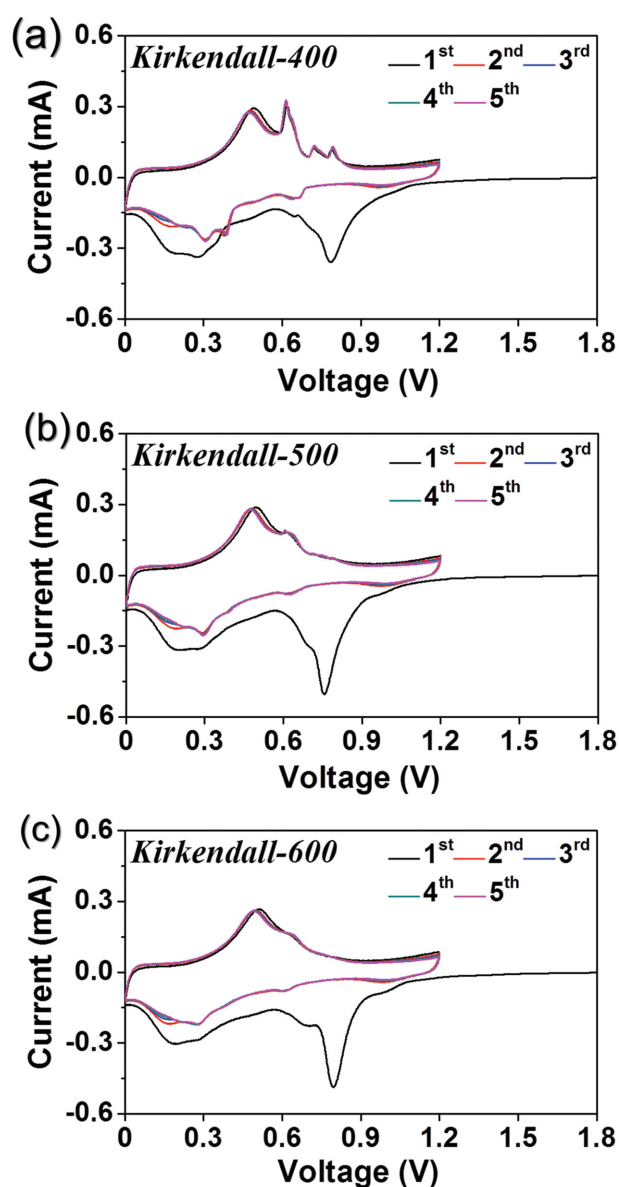 (a)
Kirkendall-400
1st 2nd 3rd
4th 5th
0.6
0.3
0.0
-0.3
-0.6
Current (mA)
0 0.3 0.6 0.9 1.2 1.5 1.8
Voltage (V)
(b)
Kirkendall-500
1st 2nd 3rd
4th 5th
0.6
0.3
0.0
-0.3
-0.6
Current (mA)
0 0.3 0.6 0.9 1.2 1.5 1.8
Voltage (V)
(c)
Kirkendall-600
1st 2nd 3rd
4th 5th
0.6
0.3
0.0
-0.3
-0.6
Current (mA)
0 0.3 0.6 0.9 1.2 1.5 1.8
Voltage (V)